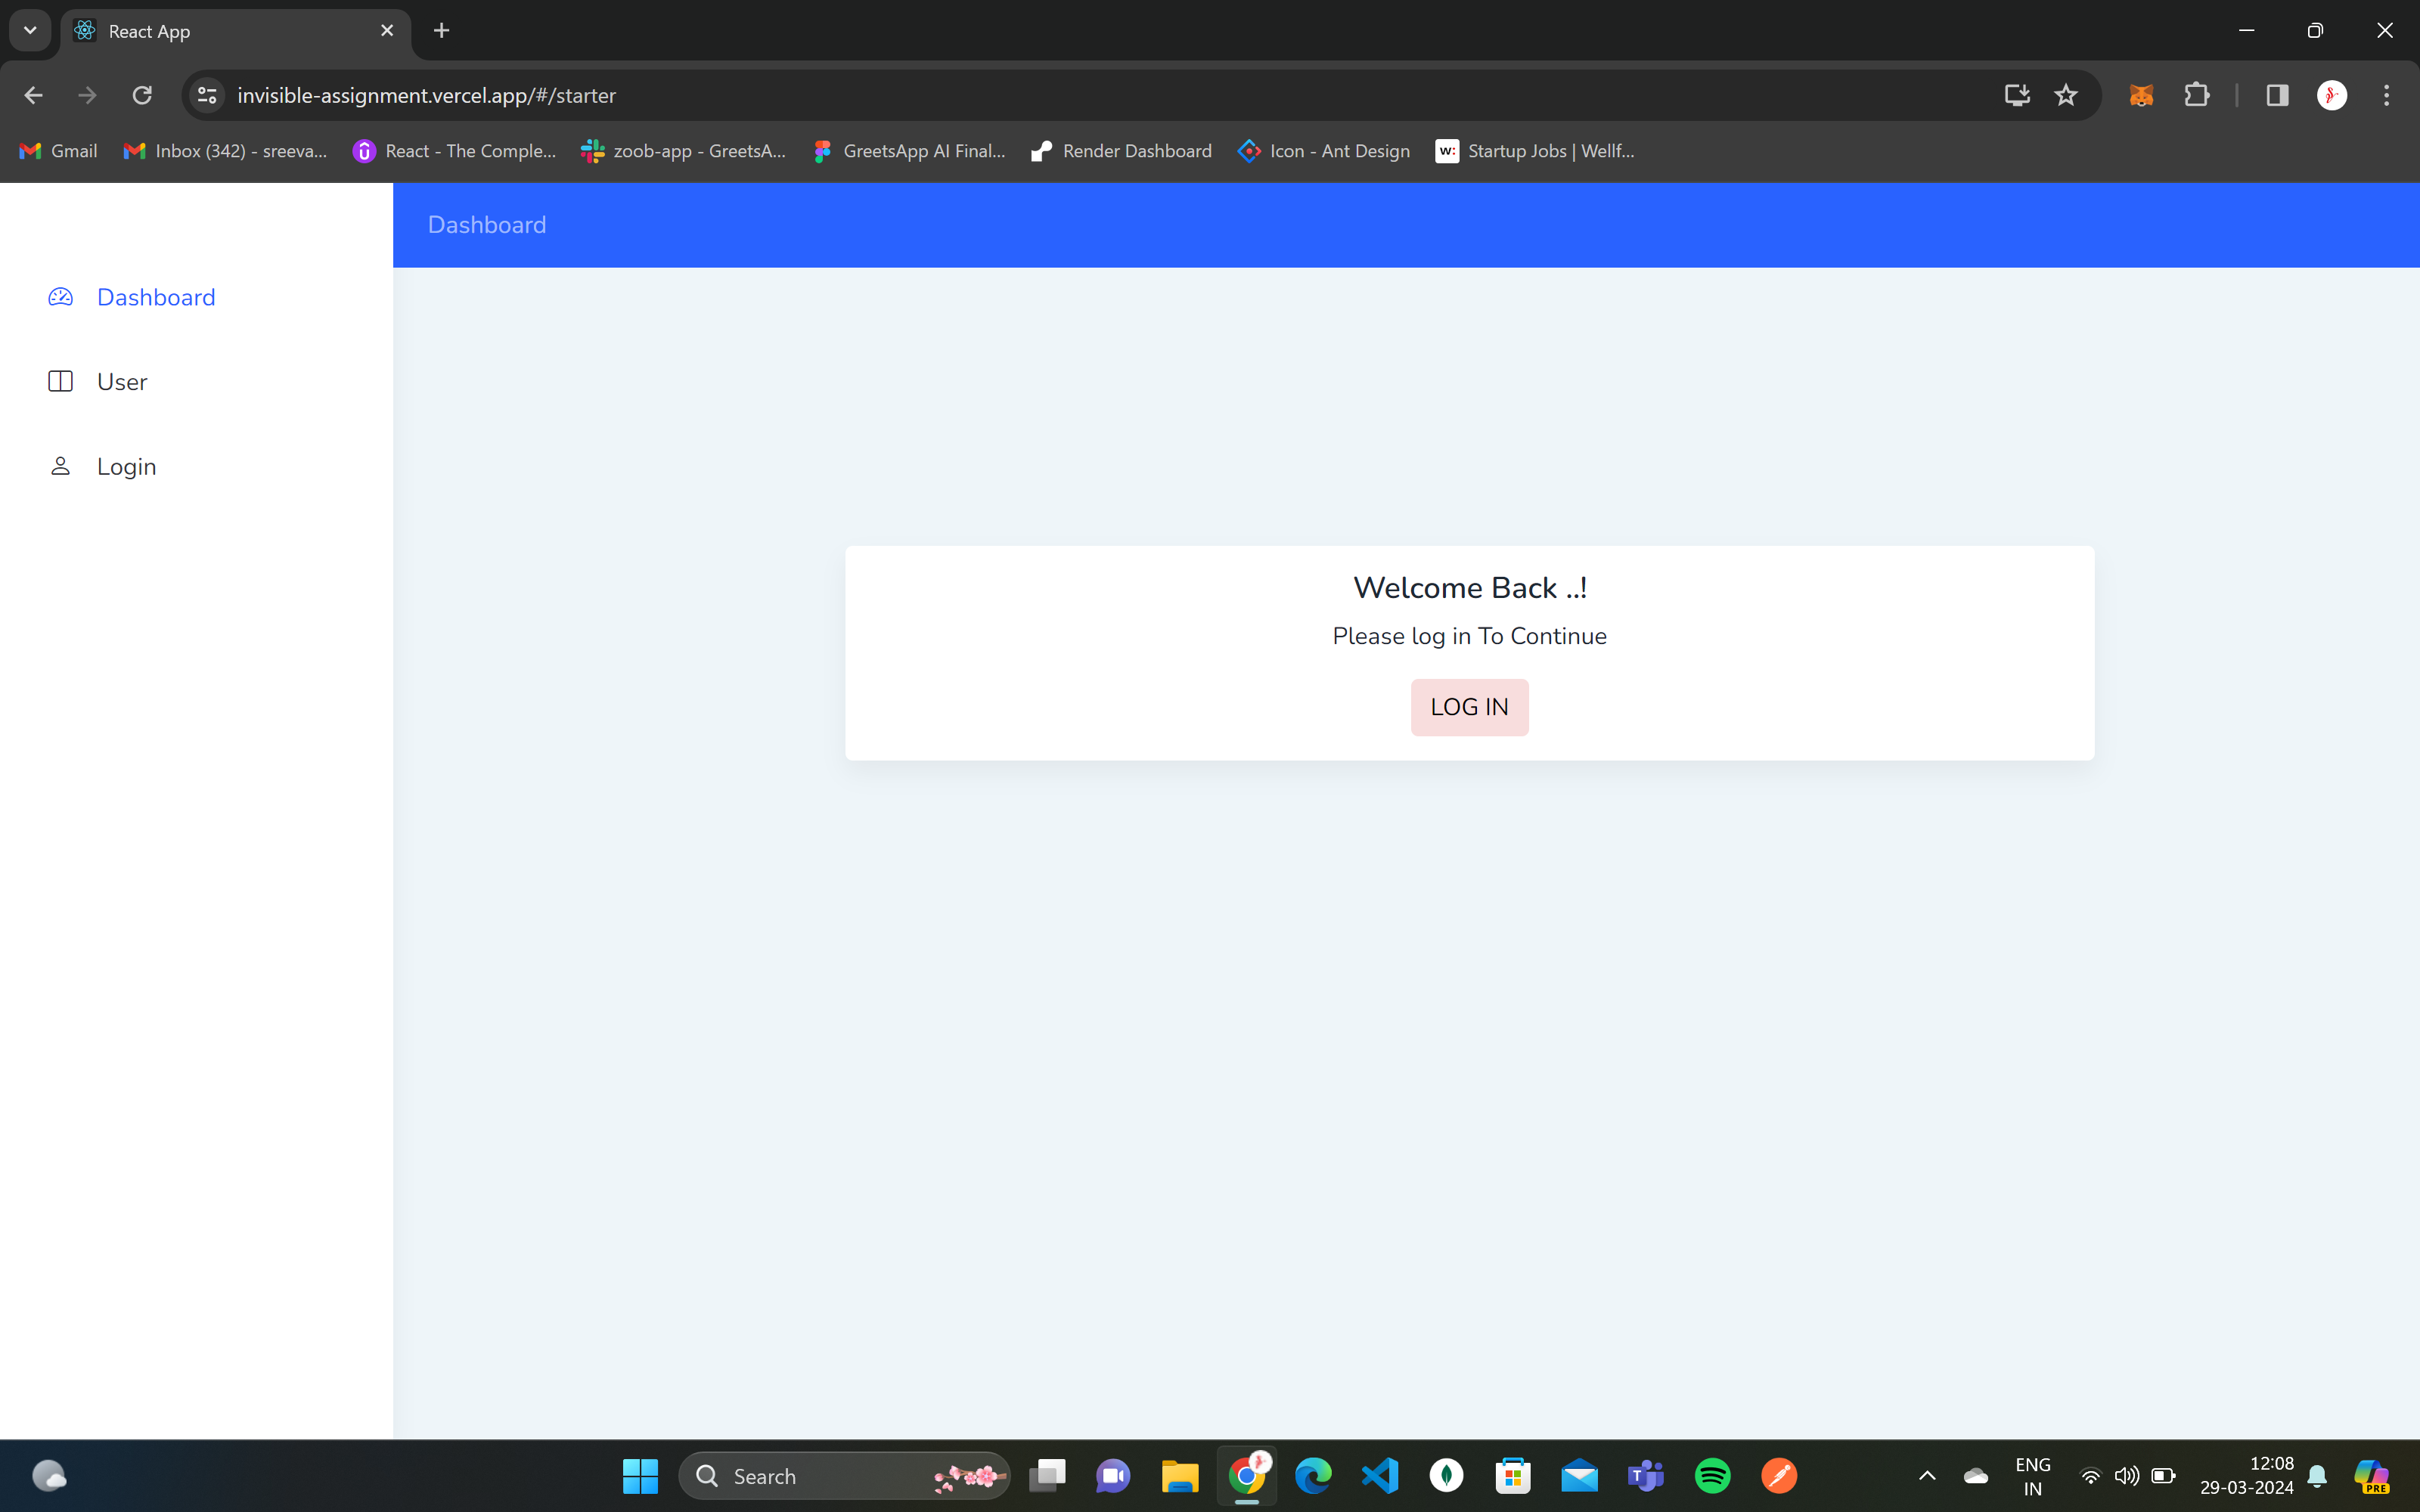 React App
invisible-assignment.vercel.app/#/starter
Gmail
Inbox (342) - sreeva...
React - The Comple...
zoob-app - GreetsA...
GreetsApp AI Final...
Render Dashboard
Icon - Ant Design
w:
Startup Jobs | Wellf...
Dashboard
Dashboard
User
Login
Welcome Back ..!
Please log in To Continue
LOG IN
Search
T
ENG
IN
12:08
29-03-2024
PRE